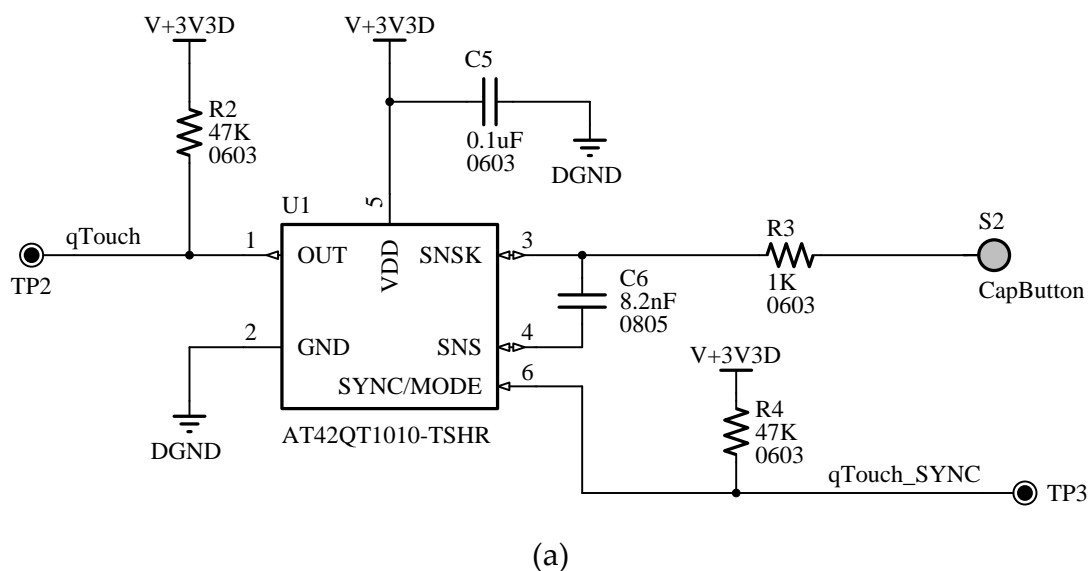 V+3V3D
V+3V3D
C5
0.1uF
0603
DGND
R2
47K
0603
U1
5
qTouch
1
OUT
VDD
SNSK
3
TP2
R3
1K
0603
S2
CapButton
C6
8.2nF
0805
2
GND
SNS
4
SYNC/MODE
6
DGND
AT42QT1010-TSHR
V+3V3D
R4
47K
0603
qTouch_SYNC
TP3
(a)